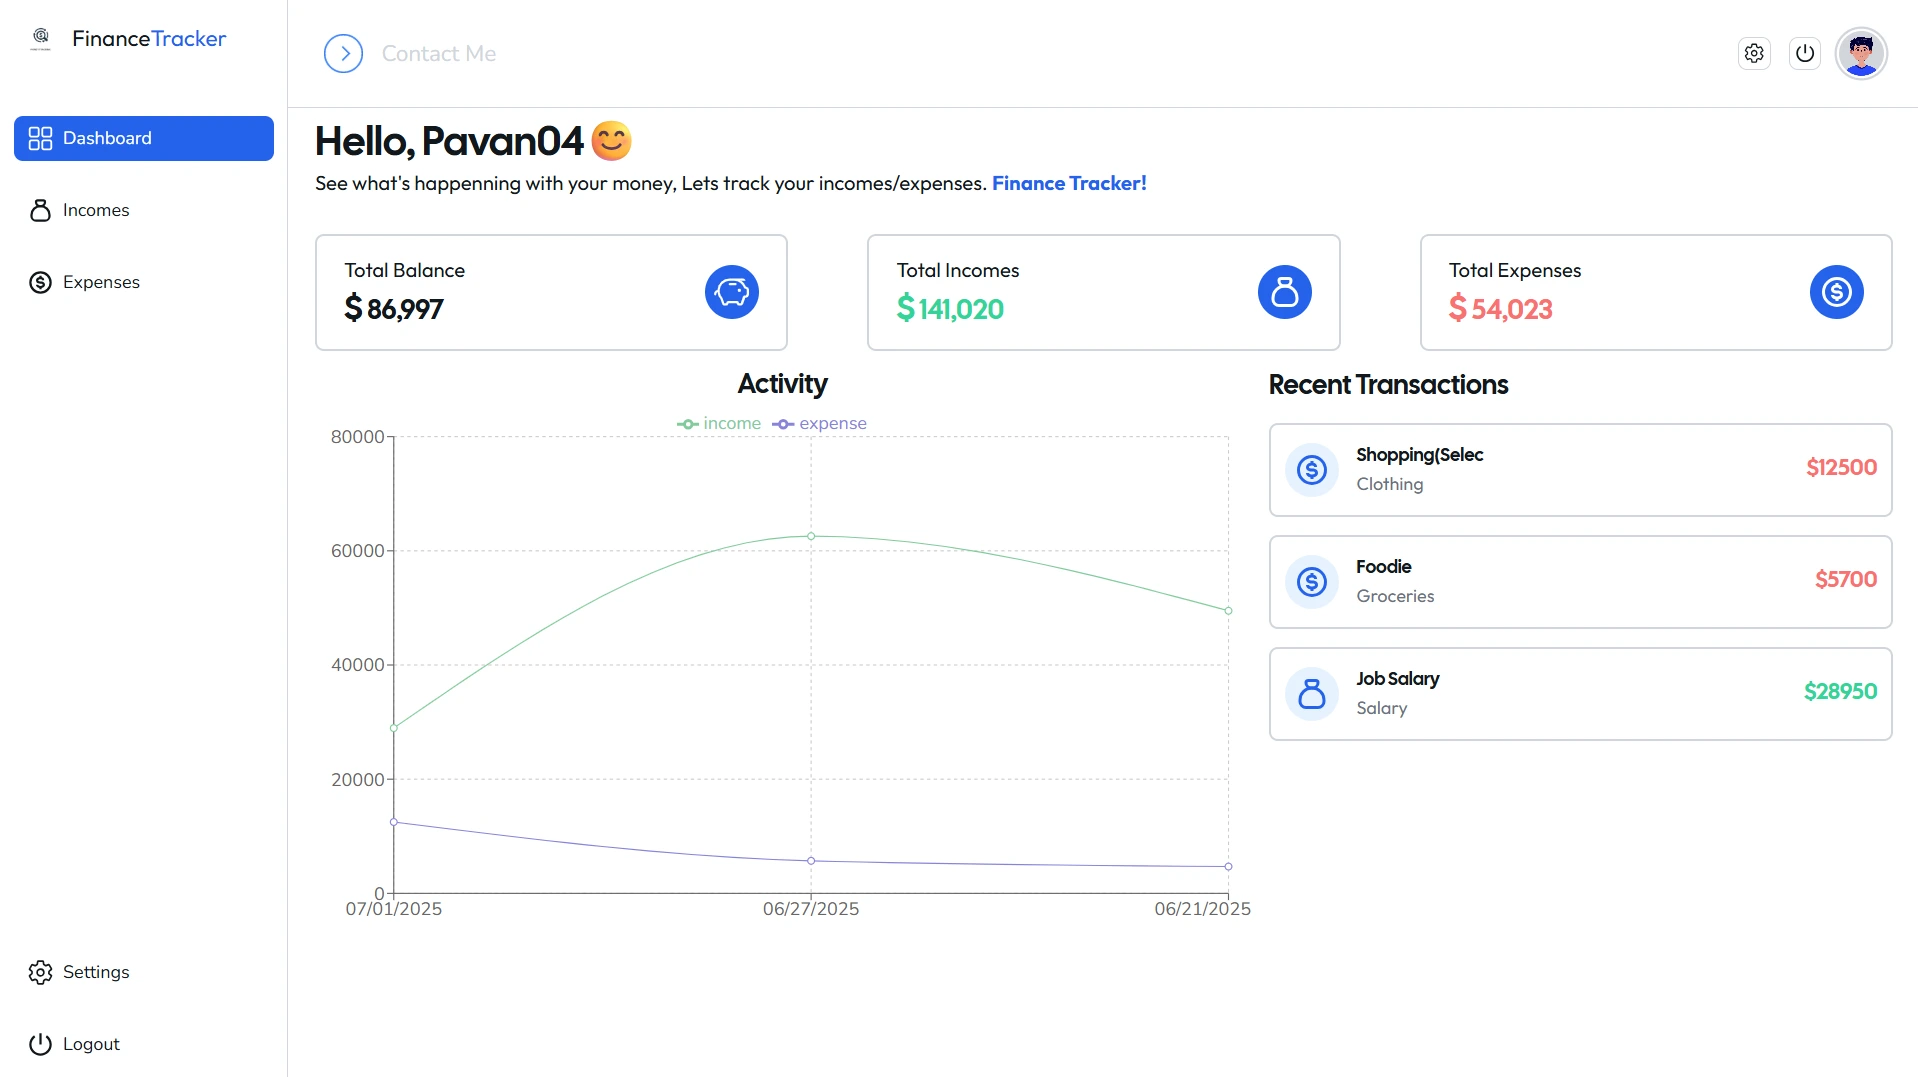 FinanceTracker
Contact Me
Dashboard
Incomes
Expenses
Settings
Logout
Hello, Pavan04 😊
See what's happenning with your money, Lets track your incomes/expenses. Finance Tracker!
Total Balance
$ 86,997
Total Incomes
$ 141,020
Total Expenses
$ 54,023
Activity
income expense
80000
60000
40000
20000
0
07/01/2025 06/27/2025 06/21/2025
Recent Transactions
Shopping(Selec
Clothing
$12500
Foodie
Groceries
$5700
Job Salary
Salary
$28950